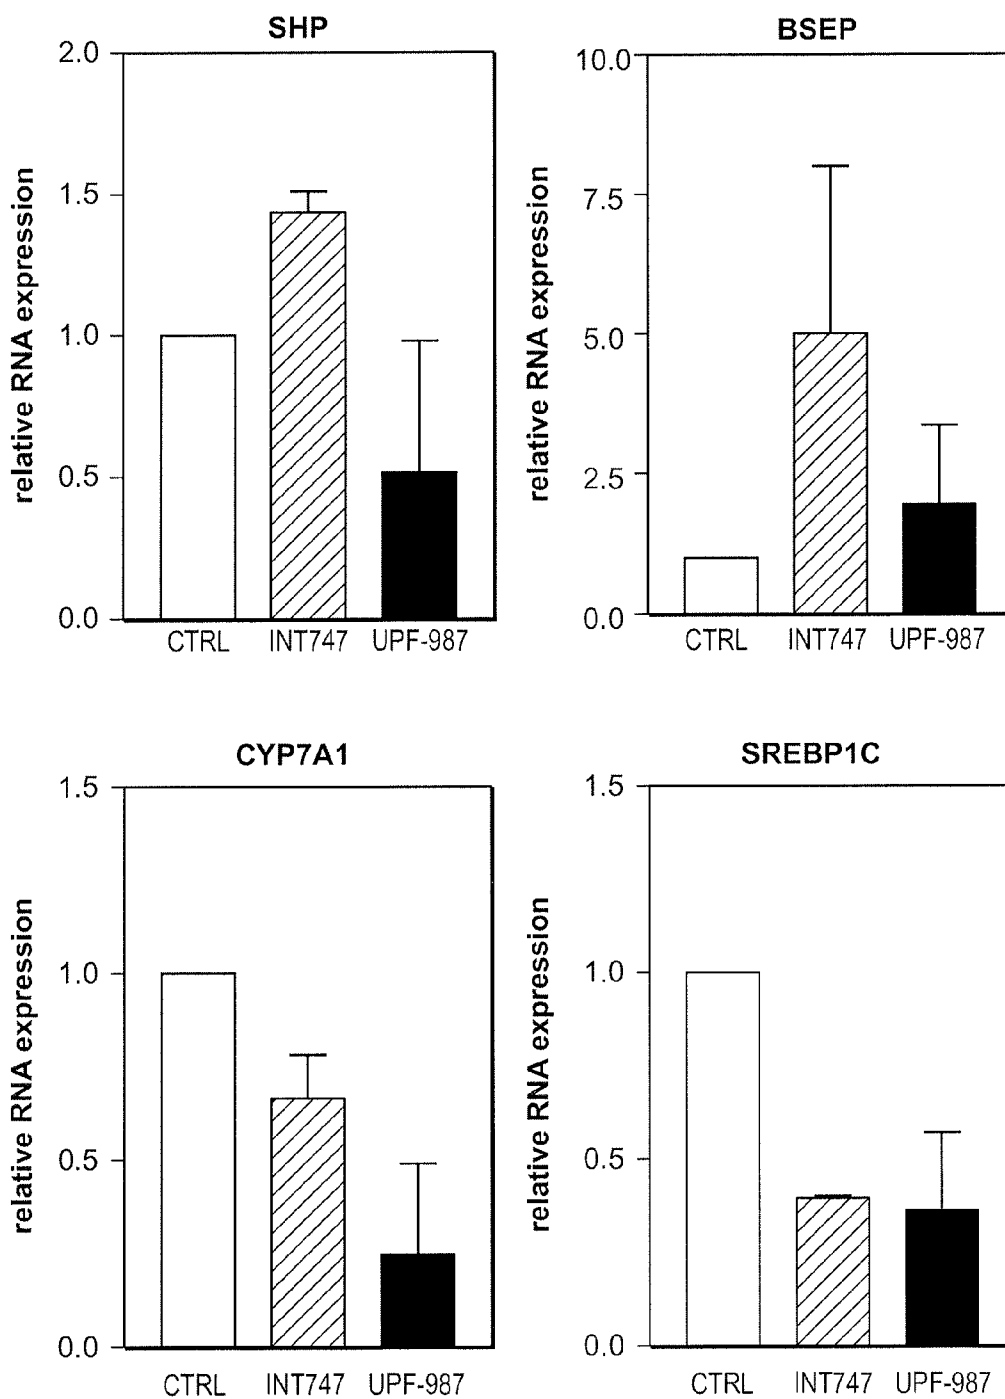 SHP
2.0
1.5
1.0
0.5
0.0
relative RNA expression
CTRL INT747 UPF-987
BSEP
10.0
7.5
5.0
2.5
0.0
relative RNA expression
CTRL INT747 UPF-987
CYP7A1
1.5
1.0
0.5
0.0
relative RNA expression
CTRL INT747 UPF-987
SREBP1C
1.5
1.0
0.5
0.0
relative RNA expression
CTRL INT747 UPF-987